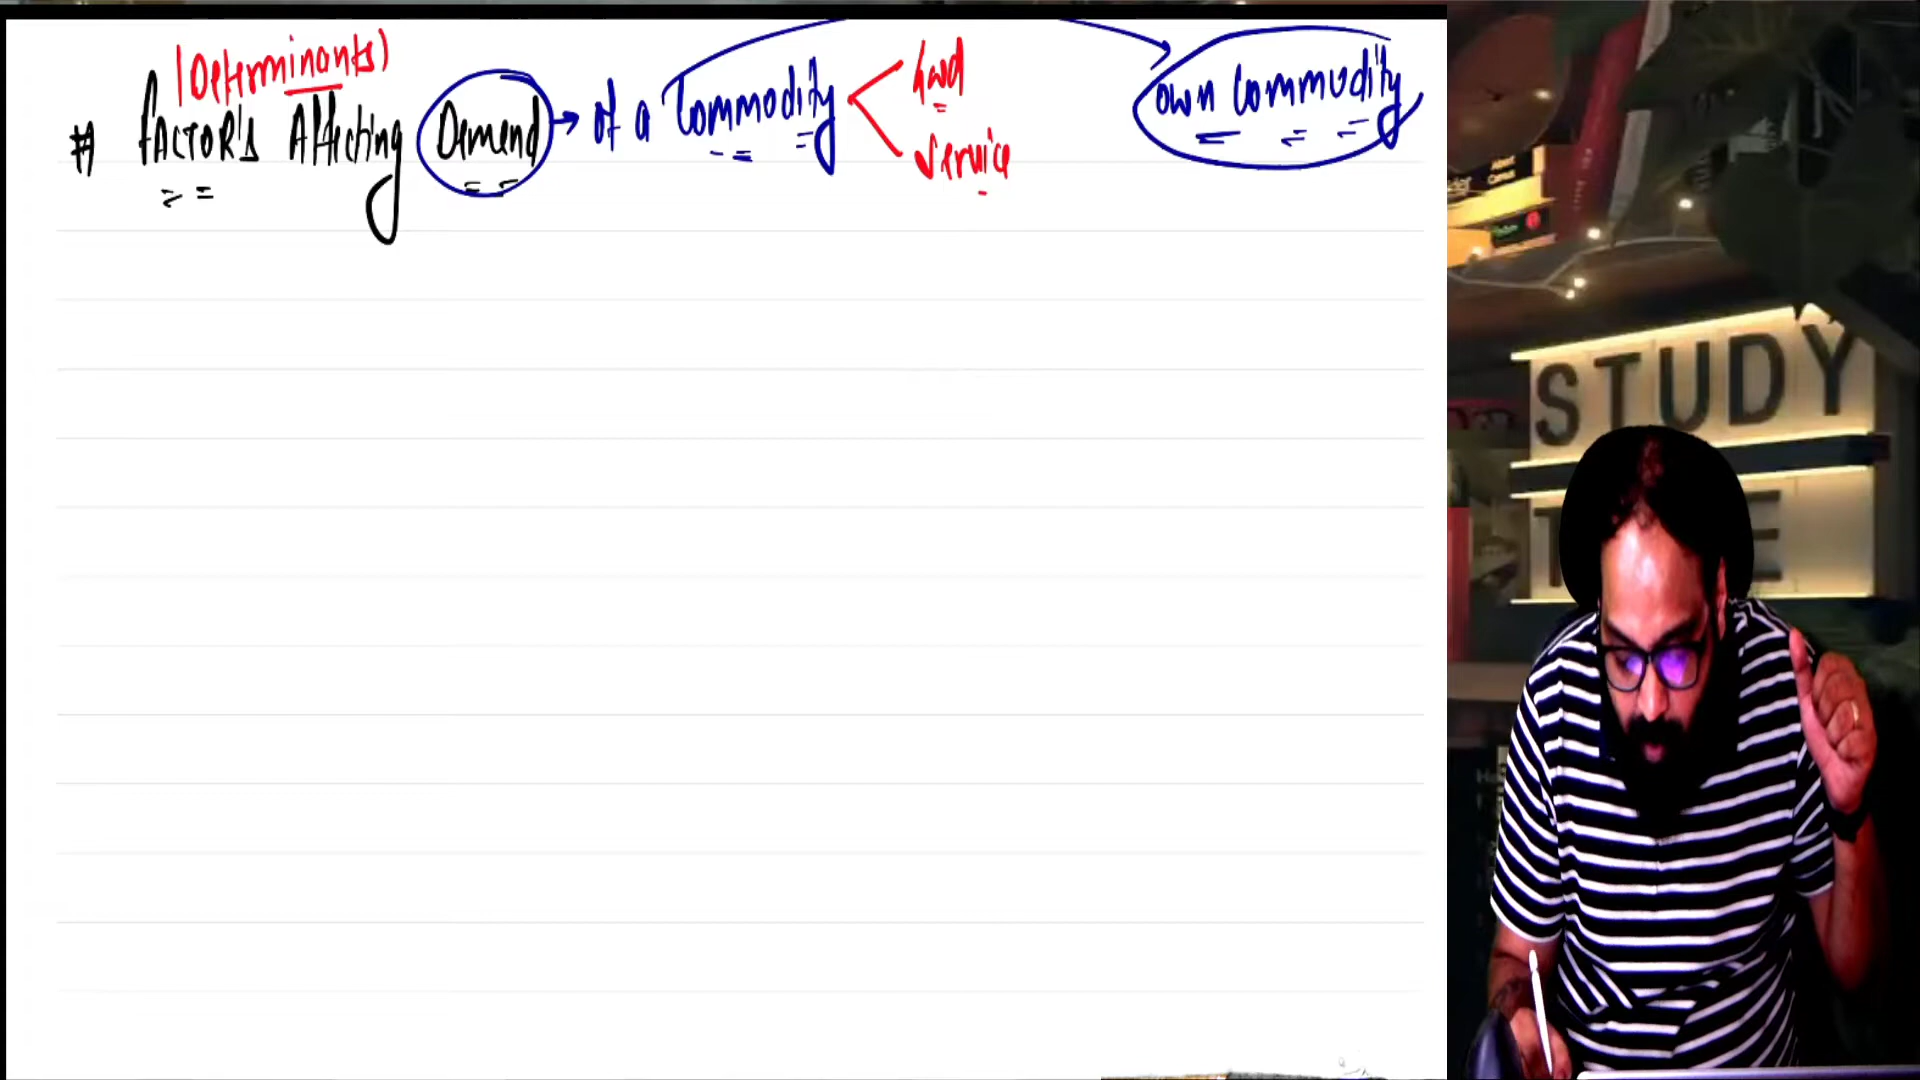 (Determinants)
# FACTOR'S Affecting Demand → of a Commodity
Good
Service
own Commodity
STUDY